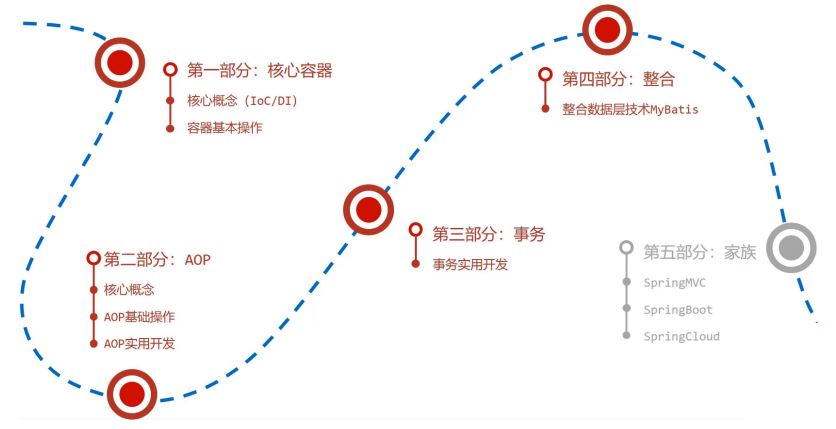 第一部分：核心容器
核心概念（IoC/DI）
容器基本操作
第二部分：AOP
核心概念
AOP基础操作
AOP实用开发
第三部分：事务
事务实用开发
第四部分：整合
整合数据层技术MyBatis
第五部分：家族
SpringMVC
SpringBoot
SpringCloud